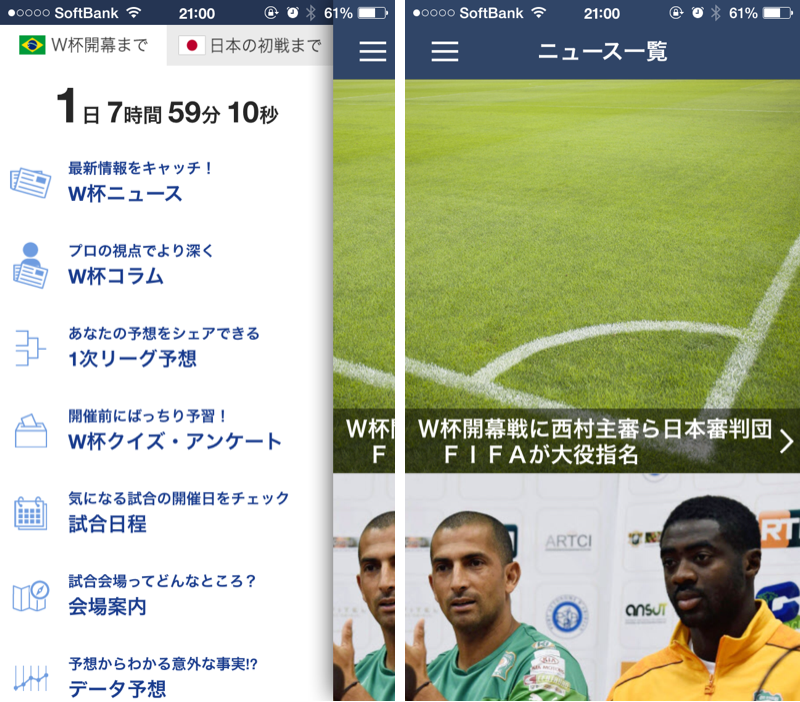 SoftBank 21:00 61%
W杯開幕まで
日本の初戦まで
1日 7時間 59分 10秒
最新情報をキャッチ！
W杯ニュース
プロの視点でより深く
W杯コラム
あなたの予想をシェアできる
1次リーグ予想
開催前にばっちり予習！
W杯クイズ・アンケート
気になる試合の開催日をチェック
試合日程
試合会場ってどんなところ？
会場案内
予想からわかる意外な事実!?
データ予想
W杯
F
SoftBank 21:00 61%
ニュース一覧
W杯開幕戦に西村主審ら日本審判団
ＦＩＦＡが大役指名
ARTCI
ansut
RT